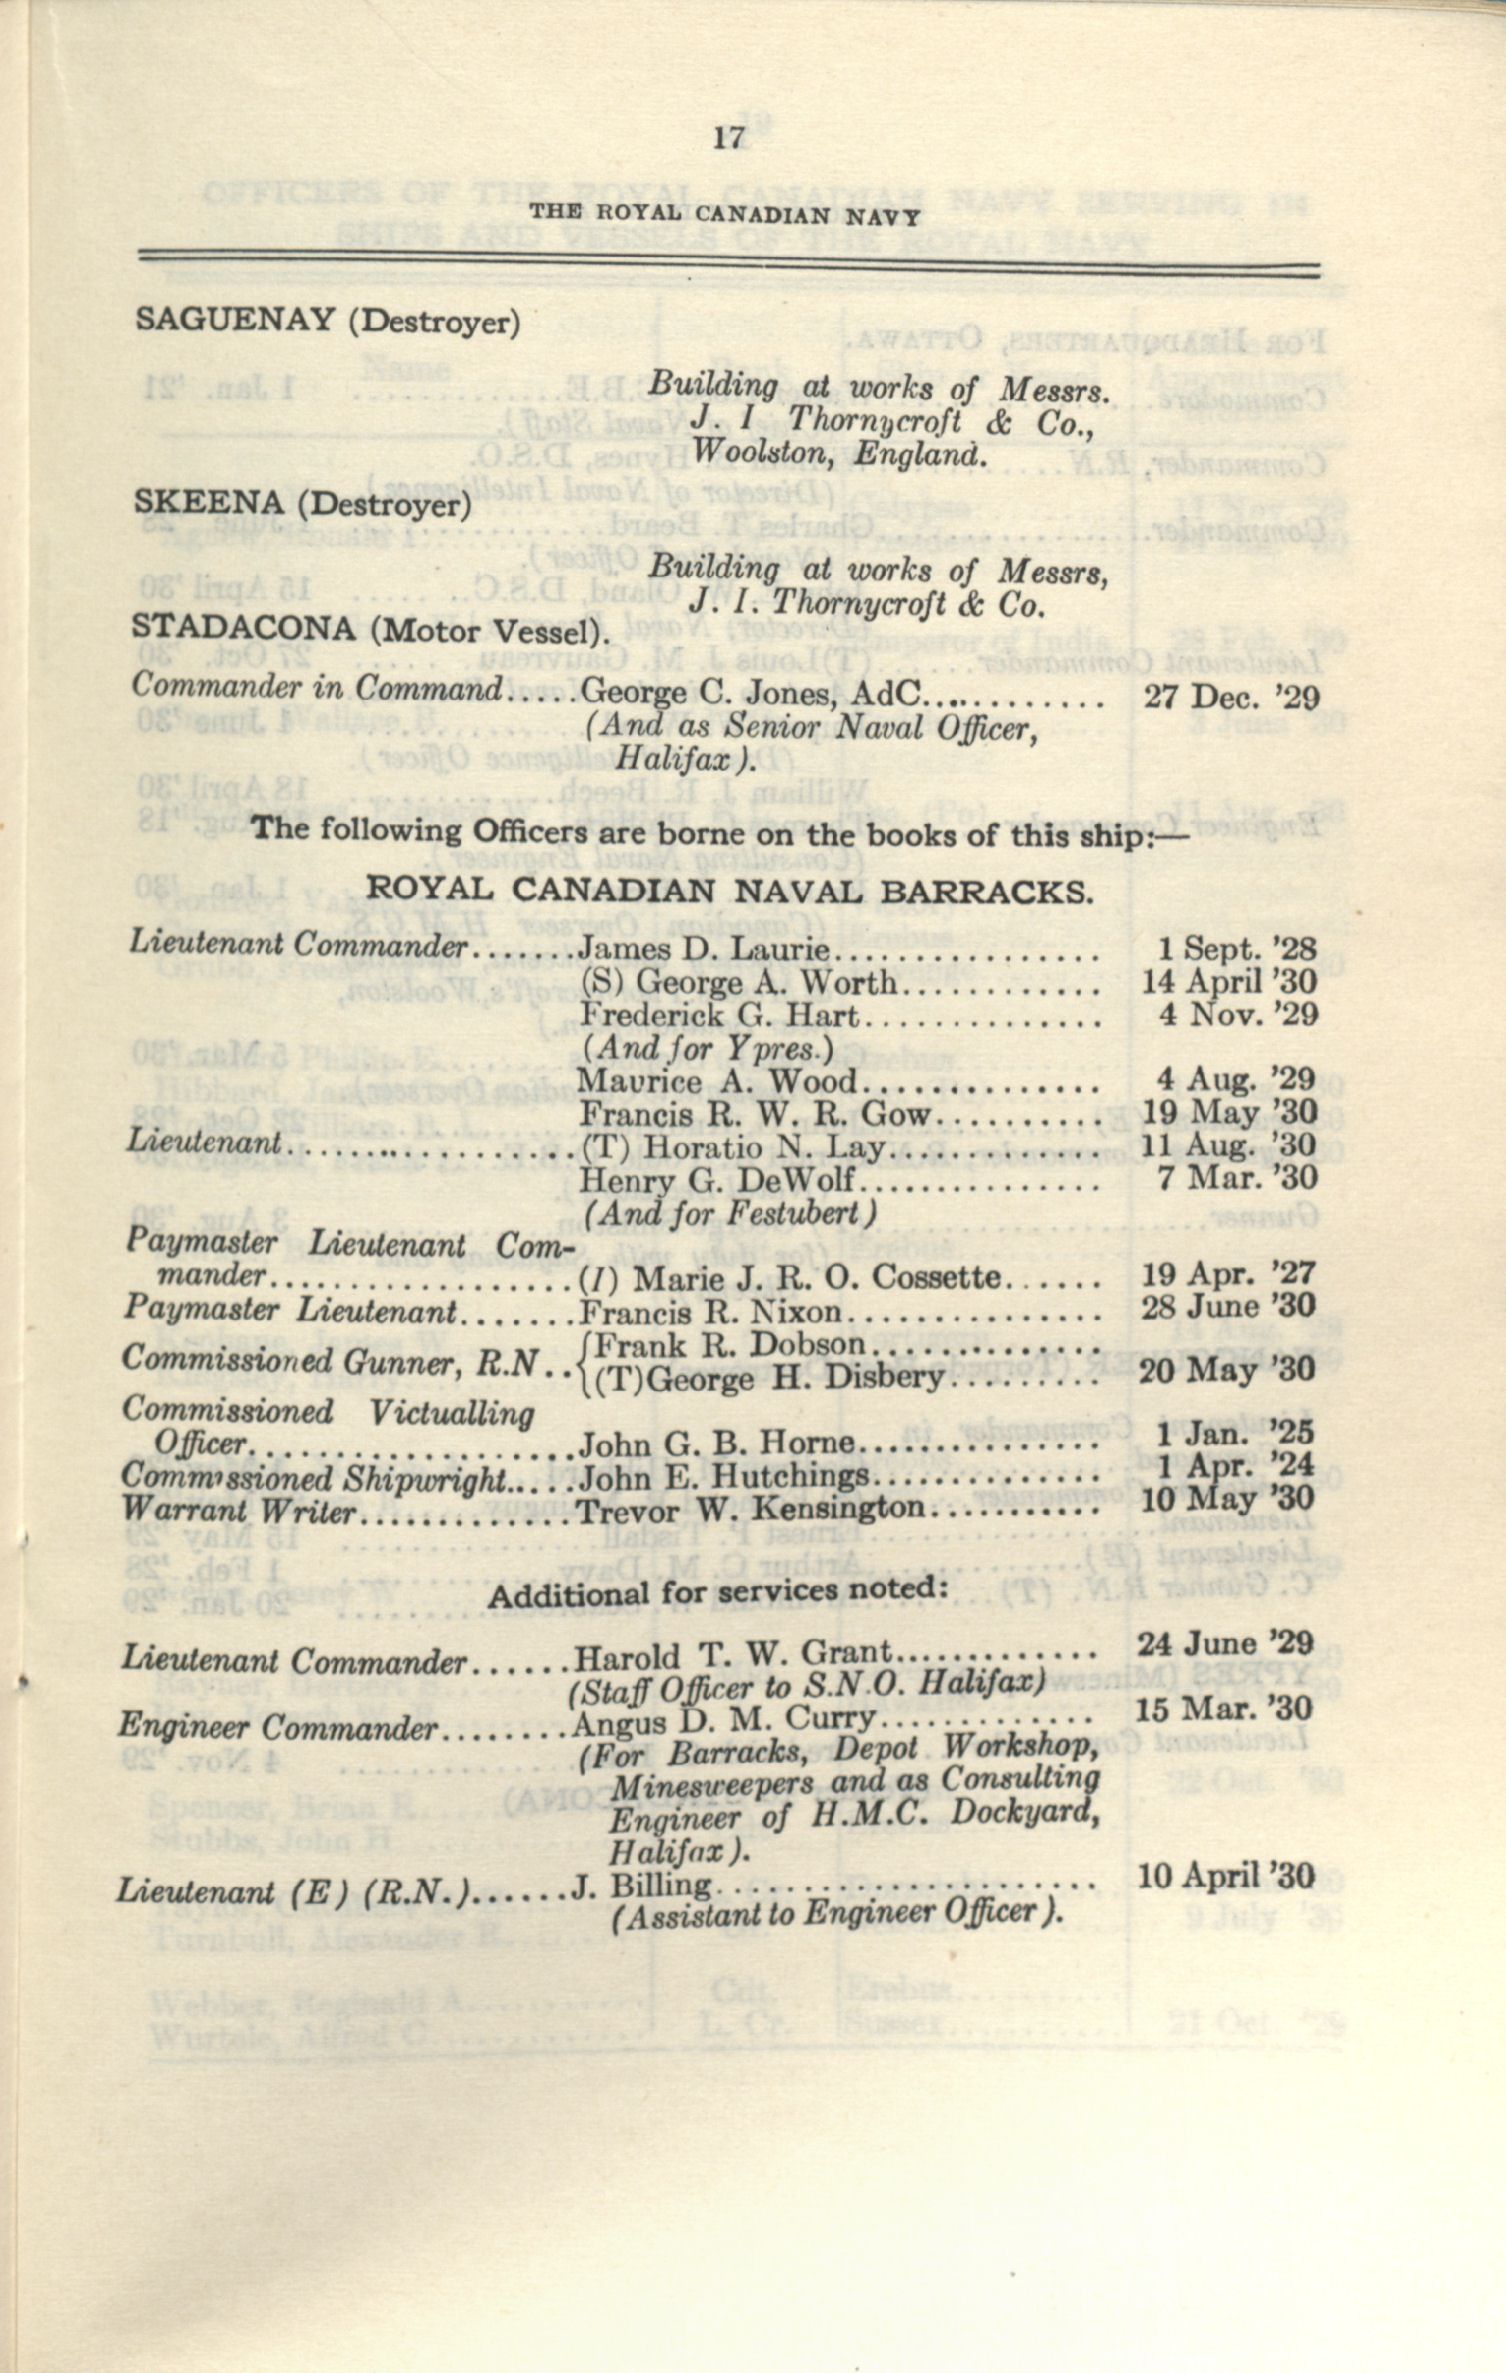 17
THE ROYAL CANADIAN NAVY
SAGUENAY (Destroyer)
Building at works of Messrs.
J. I Thornycroft & Co.,
Woolston, England.
SKEENA (Destroyer)
Building at works of Messrs,
J. I. Thornycroft & Co.
STADACONA (Motor Vessel).
Commander in Command.....George C. Jones, AdC............ 27 Dec. '29
(And as Senior Naval Officer,
Halifax).
The following Officers are borne on the books of this ship:—
ROYAL CANADIAN NAVAL BARRACKS.
Lieutenant Commander.......James D. Laurie................. 1 Sept. '28
(S) George A. Worth............. 14 April '30
Frederick G. Hart............... 4 Nov. '29
(And for Ypres.)
Maurice A. Wood............... 4 Aug. '29
Francis R. W. R. Gow........... 19 May '30
Lieutenant...................(T) Horatio N. Lay.............. 11 Aug. '30
Henry G. DeWolf................ 7 Mar. '30
(And for Festubert)
Paymaster Lieutenant Com-
mander...................(I) Marie J. R. O. Cossette...... 19 Apr. '27
Paymaster Lieutenant.......Francis R. Nixon................ 28 June '30
Commissioned Gunner, R.N..{Frank R. Dobson...............
(T)George H. Disbery......... 20 May '30
Commissioned Victualling
Officer.....................John G. B. Horne............... 1 Jan. '25
Commissioned Shipwright.....John E. Hutchings.............. 1 Apr. '24
Warrant Writer..............Trevor W. Kensington........... 10 May '30
Additional for services noted:
Lieutenant Commander......Harold T. W. Grant............. 24 June '29
(Staff Officer to S.N.O. Halifax)
Engineer Commander........Angus D. M. Curry............. 15 Mar. '30
(For Barracks, Depot Workshop,
Minesweepers and as Consulting
Engineer of H.M.C. Dockyard,
Halifax).
Lieutenant (E) (R.N.)......J. Billing....................... 10 April '30
(Assistant to Engineer Officer).